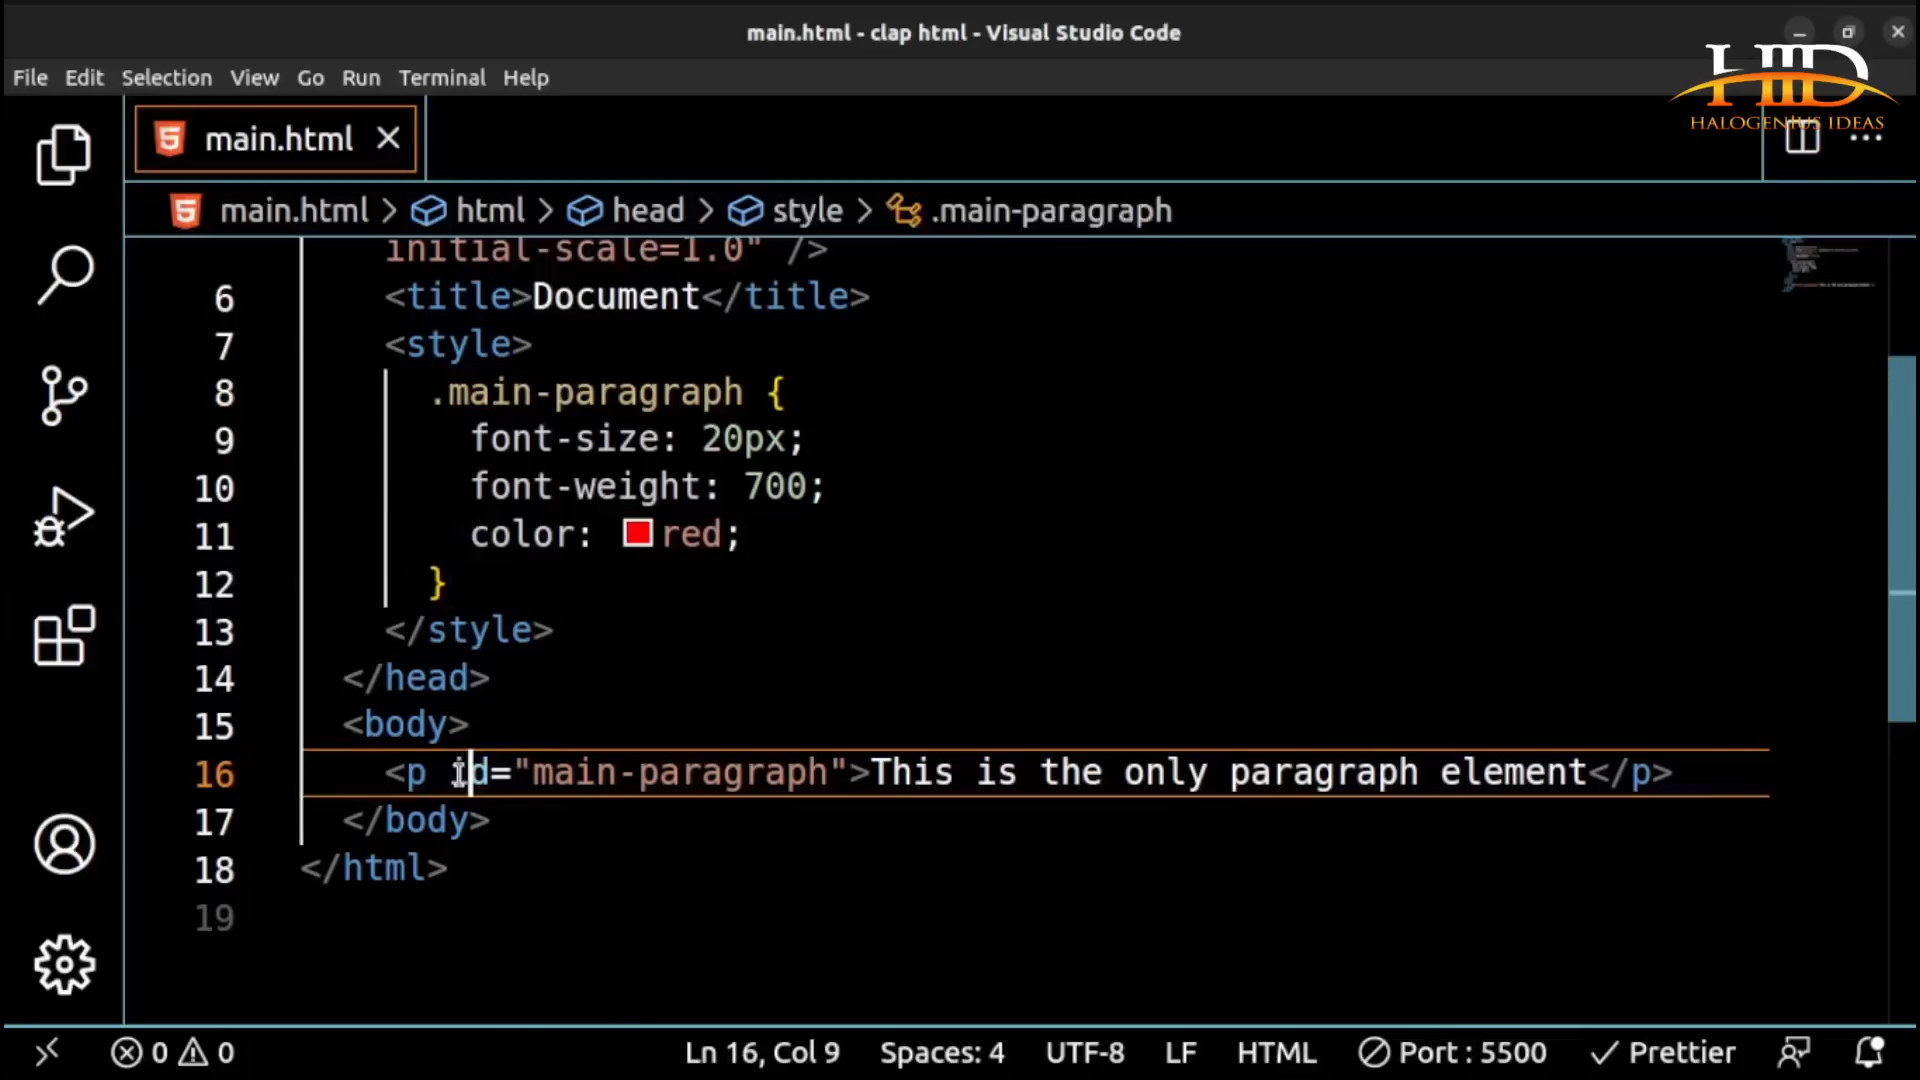 main.html - clap html - Visual Studio Code
File Edit Selection View Go Run Terminal Help
HID
HALOGENIUS IDEAS
main.html
main.html > html > head > style > .main-paragraph
initial-scale=1.0" />
6 <title>Document</title>
7 <style>
8 .main-paragraph {
9 font-size: 20px;
10 font-weight: 700;
11 color: red;
12 }
13 </style>
14 </head>
15 <body>
16 <p id="main-paragraph">This is the only paragraph element</p>
17 </body>
18 </html>
19
0 0 Ln 16, Col 9 Spaces: 4 UTF-8 LF HTML Port : 5500 Prettier